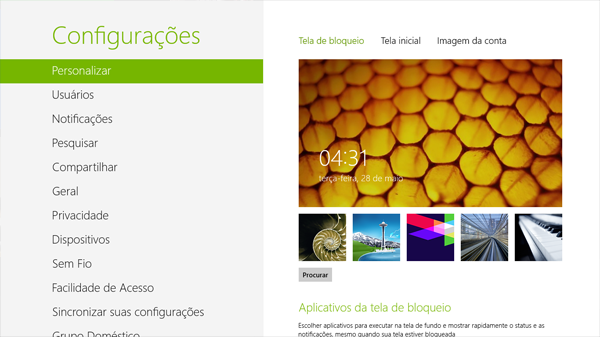 Configurações
Personalizar
Usuários
Notificações
Pesquisar
Compartilhar
Geral
Privacidade
Dispositivos
Sem Fio
Facilidade de Acesso
Sincronizar suas configurações
Grupo Doméstico
Tela de bloqueio Tela inicial Imagem da conta
04:31
terça-feira, 28 de maio
Procurar
Aplicativos da tela de bloqueio
Escolher aplicativos para executar na tela de fundo e mostrar rapidamente o status e as
notificações, mesmo quando sua tela estiver bloqueada